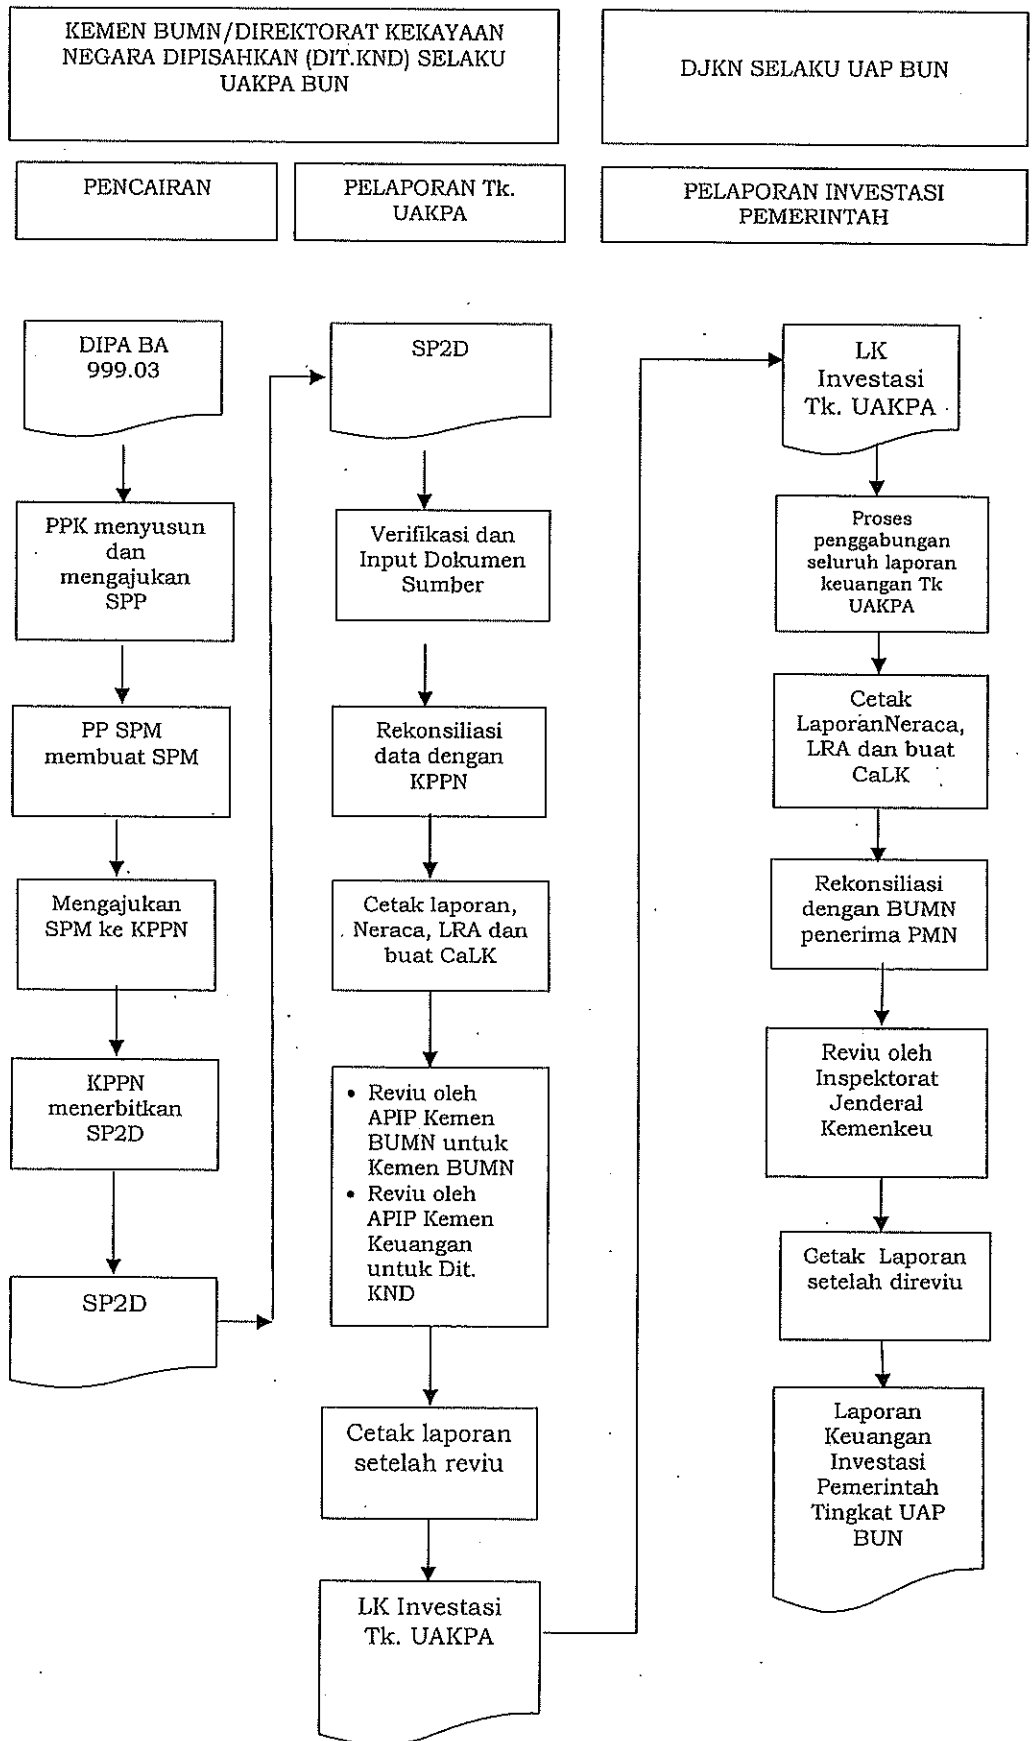 KEMEN BUMN/DIREKTORAT KEKAYAAN
NEGARA DIPISAHKAN (DIT.KND) SELAKU
UAKPA BUN
DJKN SELAKU UAP BUN
PENCAIRAN
PELAPORAN Tk.
UAKPA
PELAPORAN INVESTASI
PEMERINTAH
DIPA BA
999.03
PPK menyusun
dan
mengajukan
SPP
PP SPM
membuat SPM
Mengajukan
SPM ke KPPN
KPPN
menerbitkan
SP2D
SP2D
SP2D
Verifikasi dan
Input Dokumen
Sumber
Rekonsiliasi
data dengan
KPPN
Cetak laporan,
Neraca, LRA dan
buat CaLK
• Reviu oleh
APIP Kemen
BUMN untuk
Kemen BUMN
• Reviu oleh
APIP Kemen
Keuangan
untuk Dit.
KND
Cetak laporan
setelah reviu
LK Investasi
Tk. UAKPA
LK
Investasi
Tk. UAKPA
Proses
penggabungan
seluruh laporan
keuangan Tk
UAKPA
Cetak
LaporanNeraca,
LRA dan buat
CaLK
Rekonsiliasi
dengan BUMN
penerima PMN
Reviu oleh
Inspektorat
Jenderal
Kemenkeu
Cetak Laporan
setelah direviu
Laporan
Keuangan
Investasi
Pemerintah
Tingkat UAP
BUN